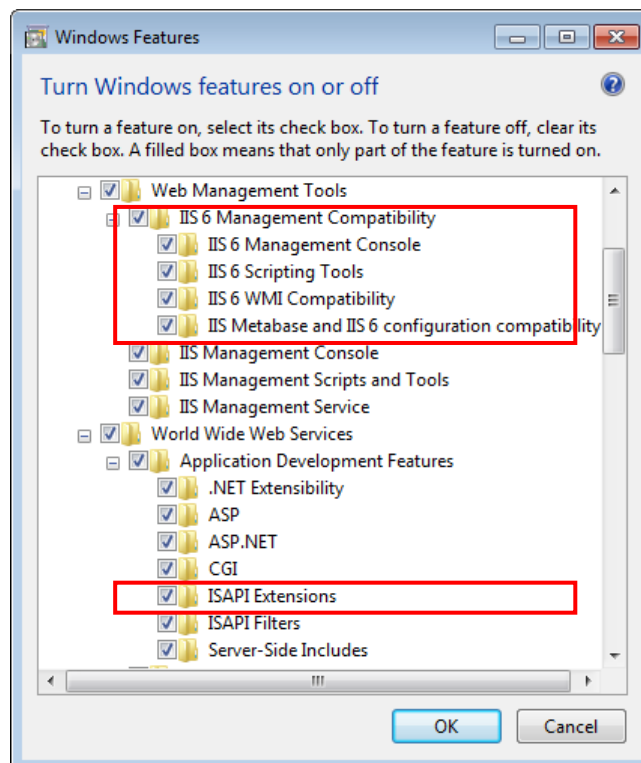 Windows Features
Turn Windows features on or off
To turn a feature on, select its check box. To turn a feature off, clear its
check box. A filled box means that only part of the feature is turned on.
Web Management Tools
IIS 6 Management Compatibility
IIS 6 Management Console
IIS 6 Scripting Tools
IIS 6 WMI Compatibility
IIS Metabase and IIS 6 configuration compatibility
IIS Management Console
IIS Management Scripts and Tools
IIS Management Service
World Wide Web Services
Application Development Features
.NET Extensibility
ASP
ASP.NET
CGI
ISAPI Extensions
ISAPI Filters
Server-Side Includes
OK Cancel